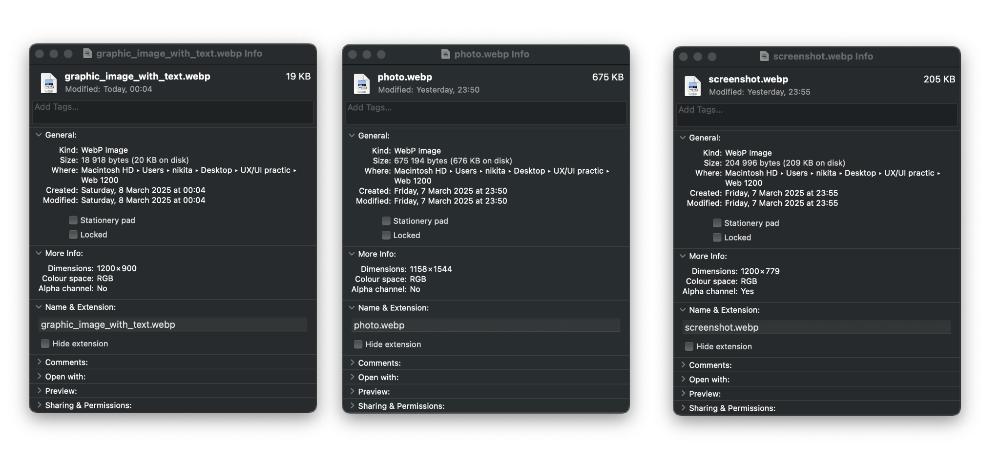 graphic_image_with_text.webp Info
WEBP
graphic_image_with_text.webp 19 KB
Modified: Today, 00:04
Add Tags...
General:
Kind: WebP Image
Size: 18 918 bytes (20 KB on disk)
Where: Macintosh HD ▸ Users ▸ nikita ▸ Desktop ▸ UX/UI practic ▸
Web 1200
Created: Saturday, 8 March 2025 at 00:04
Modified: Saturday, 8 March 2025 at 00:04
Stationery pad
Locked
More Info:
Dimensions: 1200×900
Colour space: RGB
Alpha channel: No
Name & Extension:
graphic_image_with_text.webp
Hide extension
Comments:
Open with:
Preview:
Sharing & Permissions:
photo.webp Info
WEBP
photo.webp 675 KB
Modified: Yesterday, 23:50
Add Tags...
General:
Kind: WebP Image
Size: 675 194 bytes (676 KB on disk)
Where: Macintosh HD ▸ Users ▸ nikita ▸ Desktop ▸ UX/UI practic ▸
Web 1200
Created: Friday, 7 March 2025 at 23:50
Modified: Friday, 7 March 2025 at 23:50
Stationery pad
Locked
More Info:
Dimensions: 1158×1544
Colour space: RGB
Alpha channel: No
Name & Extension:
photo.webp
Hide extension
Comments:
Open with:
Preview:
Sharing & Permissions:
screenshot.webp Info
WEBP
screenshot.webp 205 KB
Modified: Yesterday, 23:55
Add Tags...
General:
Kind: WebP Image
Size: 204 996 bytes (209 KB on disk)
Where: Macintosh HD ▸ Users ▸ nikita ▸ Desktop ▸ UX/UI practic ▸
Web 1200
Created: Friday, 7 March 2025 at 23:55
Modified: Friday, 7 March 2025 at 23:55
Stationery pad
Locked
More Info:
Dimensions: 1200×779
Colour space: RGB
Alpha channel: Yes
Name & Extension:
screenshot.webp
Hide extension
Comments:
Open with:
Preview:
Sharing & Permissions: